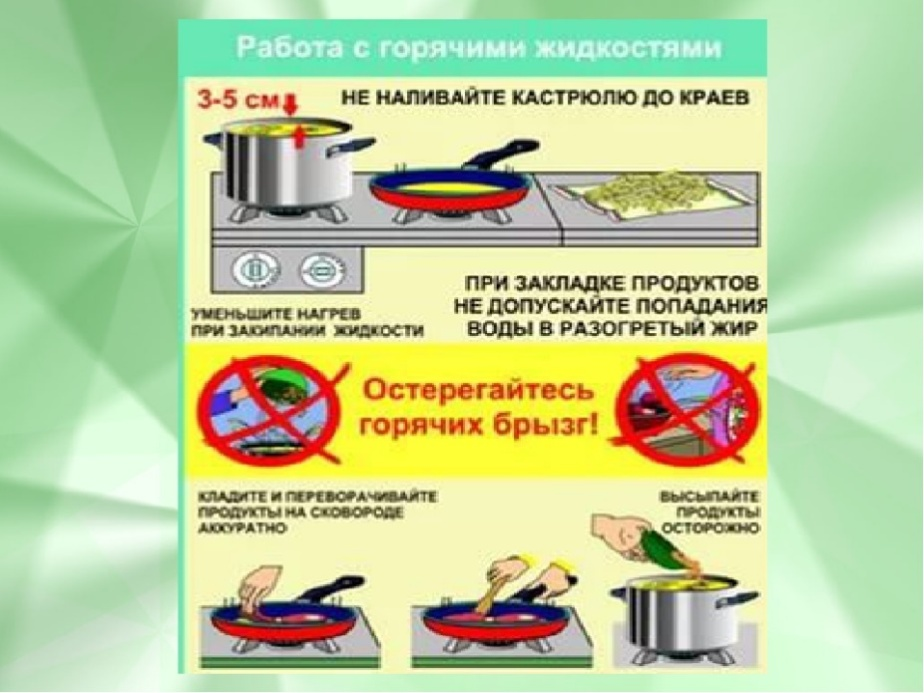 Работа с горячими жидкостями
3-5 см
НЕ НАЛИВАЙТЕ КАСТРЮЛЮ ДО КРАЕВ
УМЕНЬШИТЕ НАГРЕВ
ПРИ ЗАКИПАНИИ ЖИДКОСТИ
ПРИ ЗАКЛАДКЕ ПРОДУКТОВ
НЕ ДОПУСКАЙТЕ ПОПАДАНИЯ
ВОДЫ В РАЗОГРЕТЫЙ ЖИР
Остерегайтесь
горячих брызг!
КЛАДИТЕ И ПЕРЕВОРАЧИВАЙТЕ
ПРОДУКТЫ НА СКОВОРОДЕ
АККУРАТНО
ВЫСЫПАЙТЕ
ПРОДУКТЫ
ОСТОРОЖНО